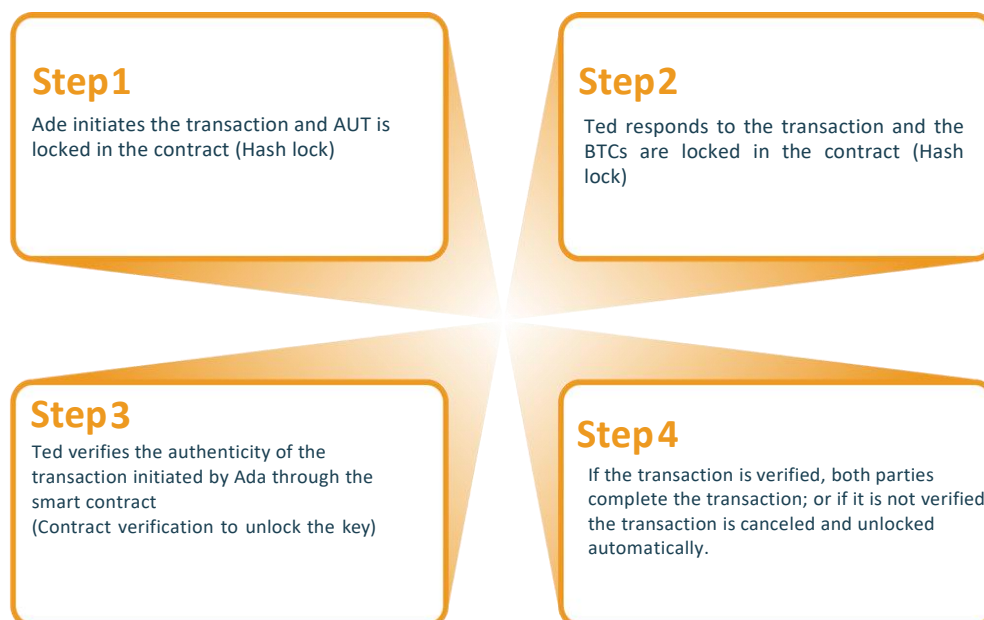 Step1
Ade initiates the transaction and AUT is
locked in the contract (Hash lock)
Step2
Ted responds to the transaction and the
BTCs are locked in the contract (Hash
lock)
Step3
Ted verifies the authenticity of the
transaction initiated by Ada through the
smart contract
(Contract verification to unlock the key)
Step4
If the transaction is verified, both parties
complete the transaction; or if it is not verified
the transaction is canceled and unlocked
automatically.